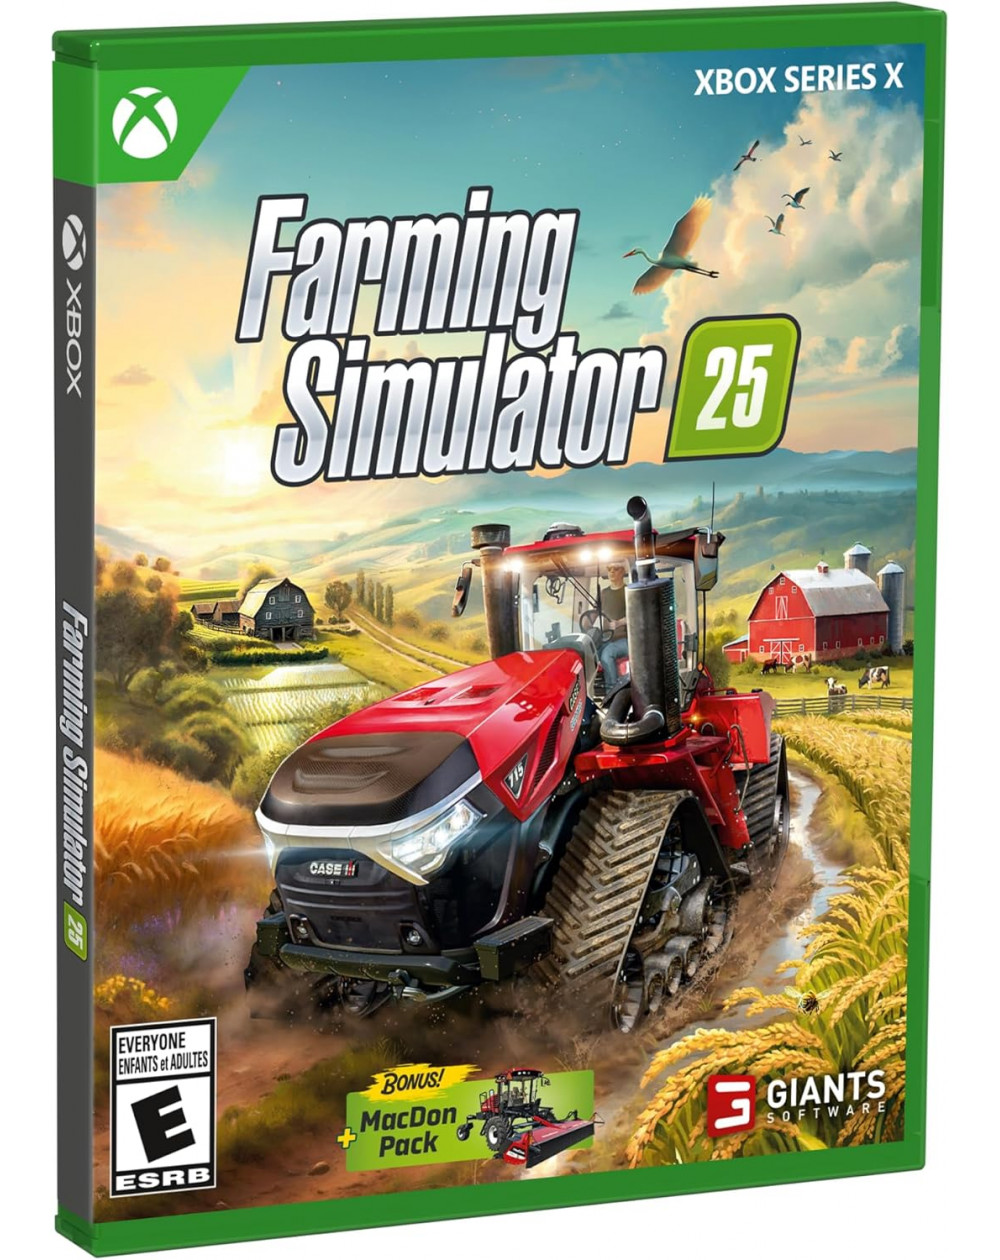 XBOX SERIES X
XBOX
Farming
Simulator 25
Farming Simulator 25
715
CASE IH
EVERYONE
ENFANTS et ADULTES
E
ESRB
BONUS!
+ MacDon
Pack
GIANTS
SOFTWARE